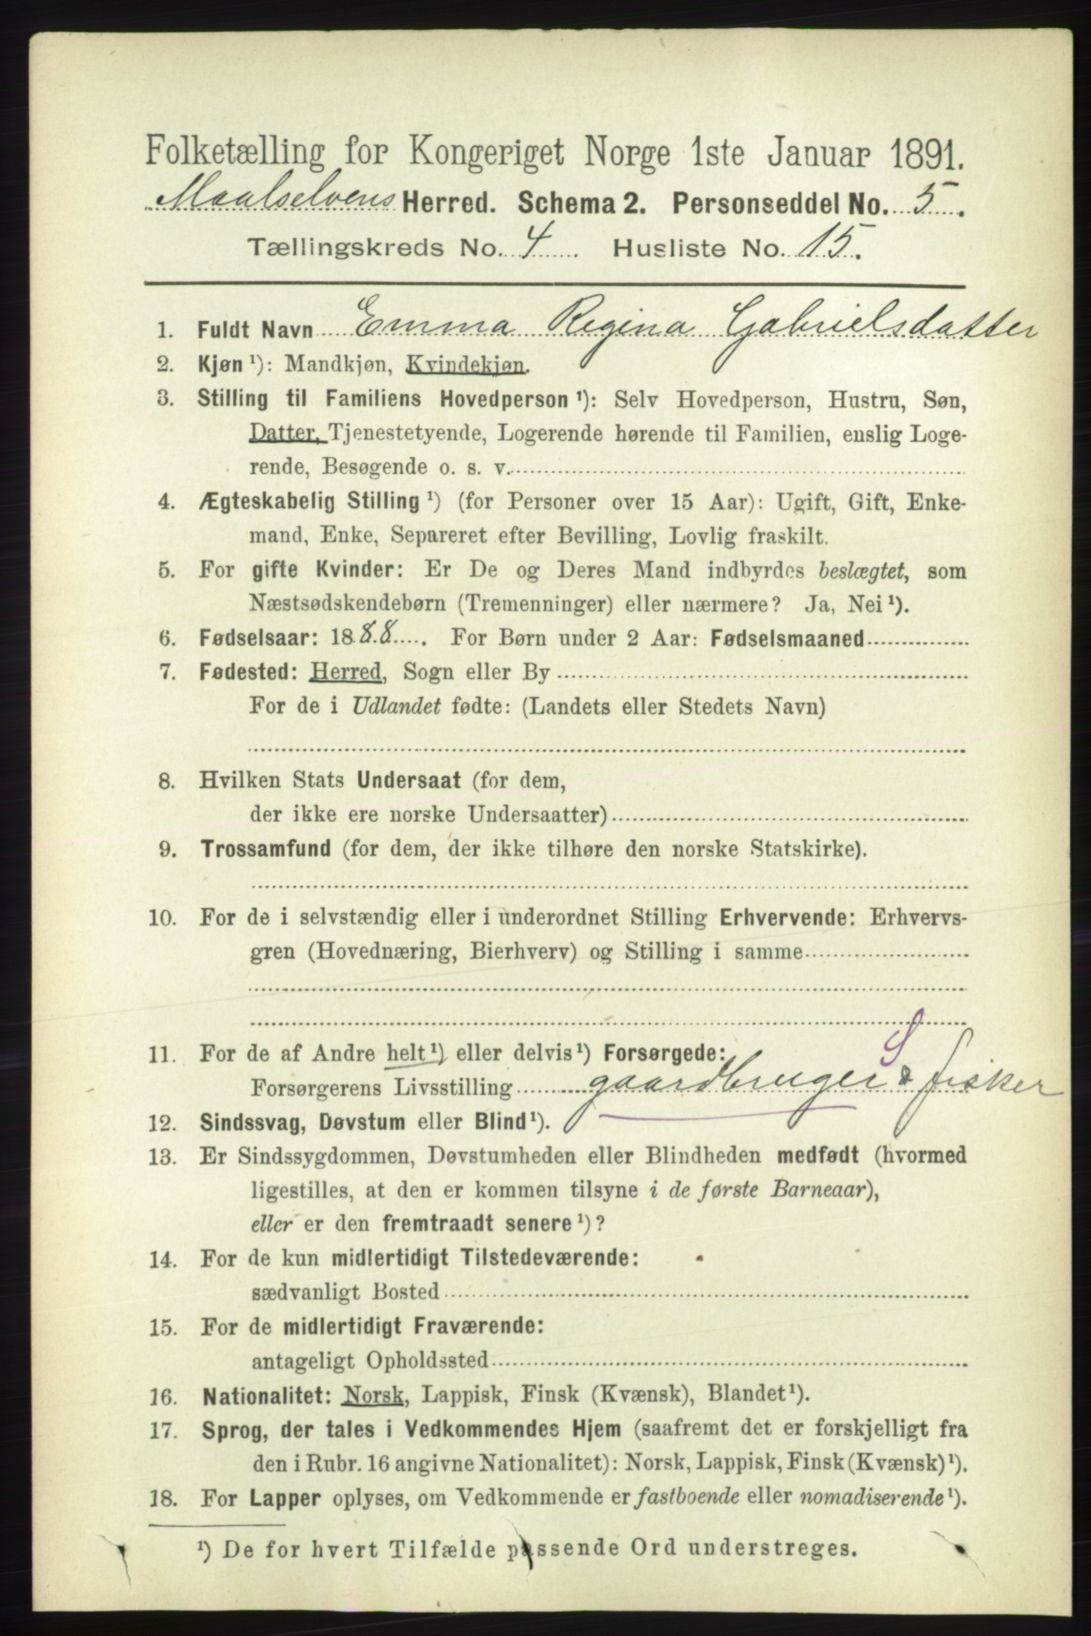 Folketælling for Kongeriget Norge 1ste Januar 1891.
Maalselvens Herred. Schema 2. Personseddel No. 5.
Tællingskreds No. 4 Husliste No. 15.
1. Fuldt Navn Emma Regina Gabrielsdatter
2. Kjøn ¹): Mandkjøn, Kvindekjøn.
3. Stilling til Familiens Hovedperson ¹): Selv Hovedperson, Hustru, Søn,
Datter, Tjenestetyende, Logerende hørende til Familien, enslig Loge-
rende, Besøgende o. s. v.
4. Ægteskabelig Stilling ¹) (for Personer over 15 Aar): Ugift, Gift, Enke-
mand, Enke, Separeret efter Bevilling, Lovlig fraskilt.
5. For gifte Kvinder: Er De og Deres Mand indbyrdes beslægtet, som
Næstsødskendebørn (Tremenninger) eller nærmere? Ja, Nei ¹).
6. Fødselsaar: 1888. For Børn under 2 Aar: Fødselsmaaned
7. Fødested: Herred, Sogn eller By
For de i Udlandet fødte: (Landets eller Stedets Navn)
8. Hvilken Stats Undersaat (for dem,
der ikke ere norske Undersaatter)
9. Trossamfund (for dem, der ikke tilhøre den norske Statskirke).
10. For de i selvstændig eller i underordnet Stilling Erhvervende: Erhvervs-
gren (Hovednæring, Bierhverv) og Stilling i samme
11. For de af Andre helt ¹) eller delvis ¹) Forsørgede: S
Forsørgerens Livsstilling gaardbruger & fisker
12. Sindssvag, Døvstum eller Blind ¹).
13. Er Sindssygdommen, Døvstumheden eller Blindheden medfødt (hvormed
ligestilles, at den er kommen tilsyne i de første Barneaar),
eller er den fremtraadt senere ¹)?
14. For de kun midlertidigt Tilstedeværende:
sædvanligt Bosted
15. For de midlertidigt Fraværende:
antageligt Opholdssted
16. Nationalitet: Norsk, Lappisk, Finsk (Kvænsk), Blandet ¹).
17. Sprog, der tales i Vedkommendes Hjem (saafremt det er forskjelligt fra
den i Rubr. 16 angivne Nationalitet): Norsk, Lappisk, Finsk (Kvænsk) ¹).
18. For Lapper oplyses, om Vedkommende er fastboende eller nomadiserende ¹).
¹) De for hvert Tilfælde passende Ord understreges.